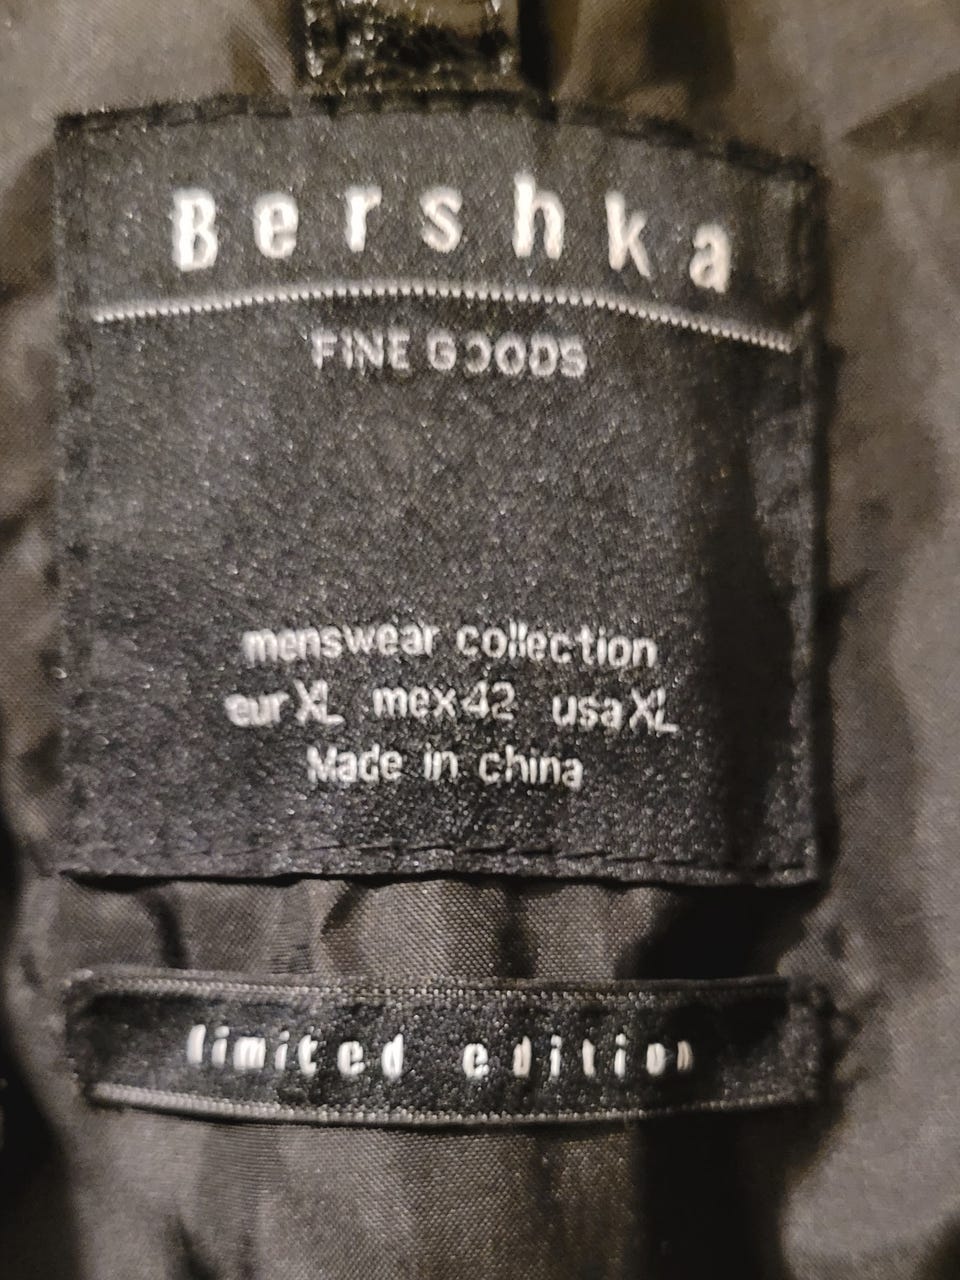 Bershka
FINE GOODS
menswear collection
eur XL mex 42 usa XL
Made in china
limited edition